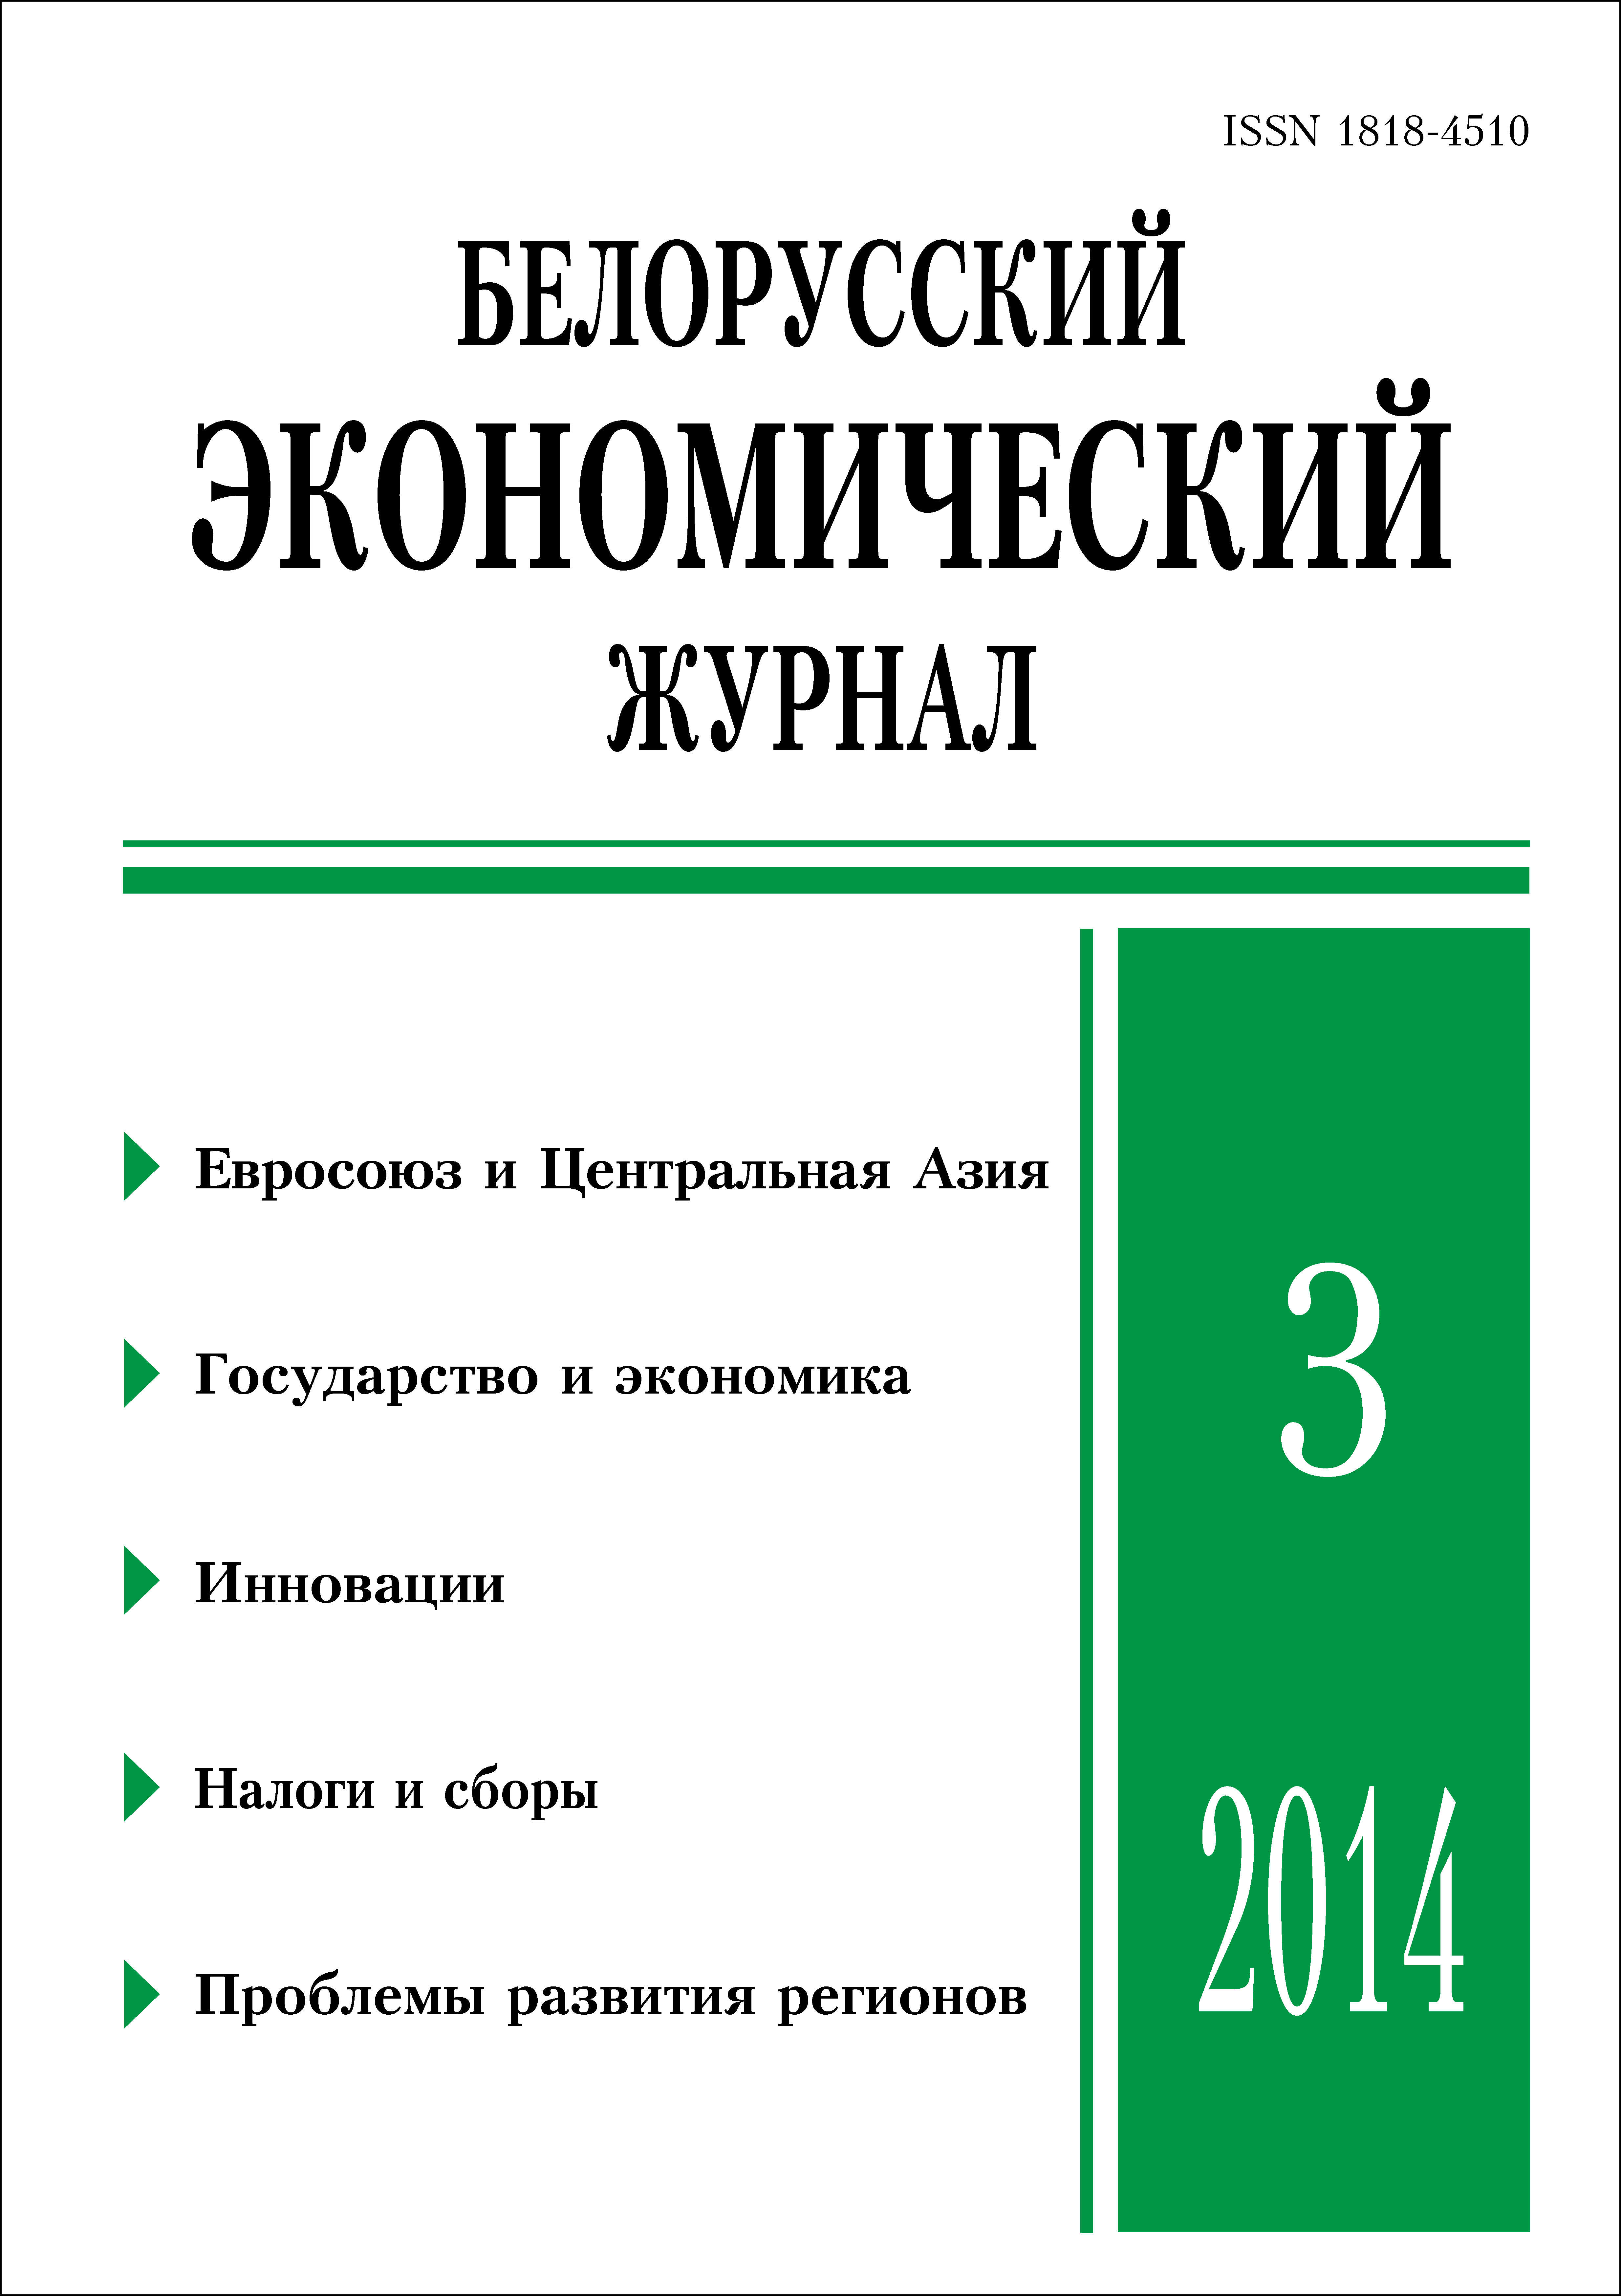 ISSN 1818-4510
БЕЛОРУССКИЙ
ЭКОНОМИЧЕСКИЙ
ЖУРНАЛ
Евросоюз и Центральная Азия
Государство и экономика
Инновации
Налоги и сборы
Проблемы развития регионов
3
2014